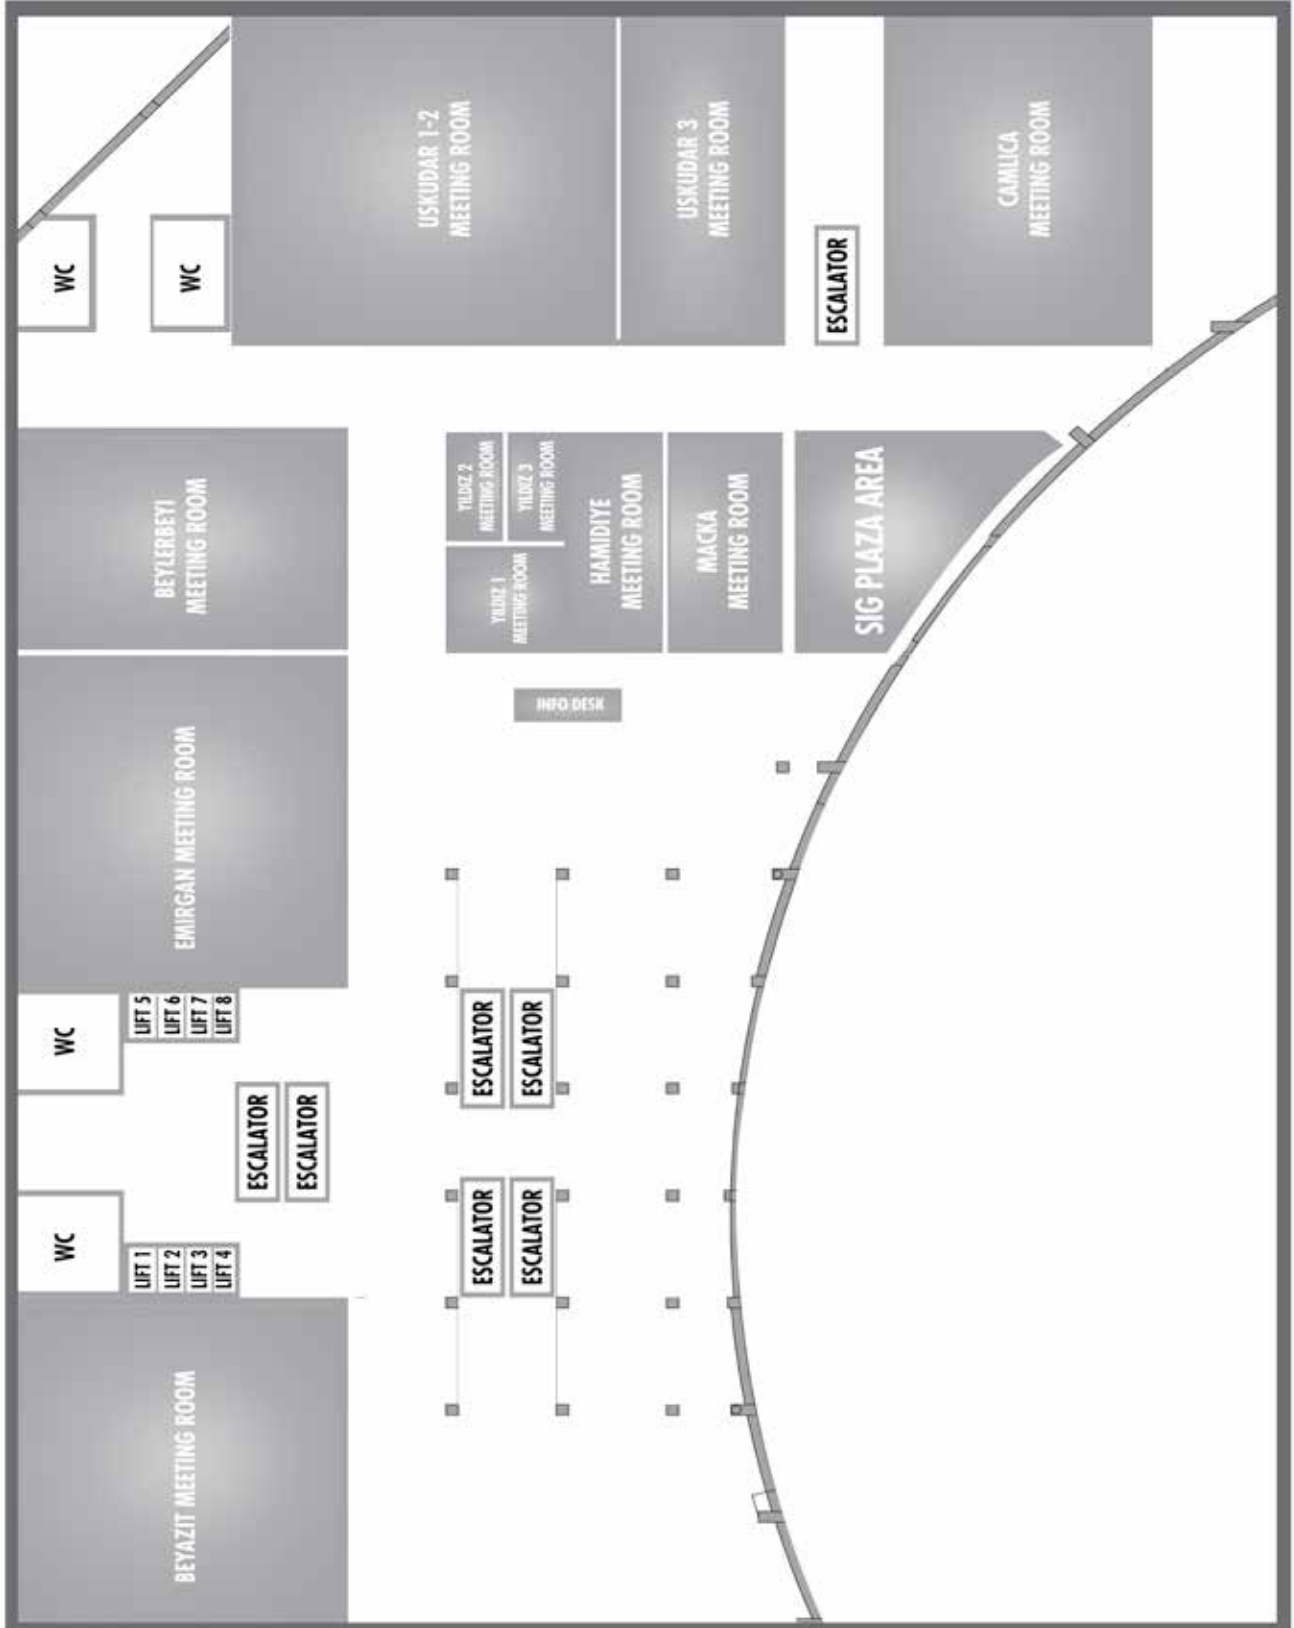 USKUDAR 1-2
MEETING ROOM
USKUDAR 3
MEETING ROOM
CAMLICA
MEETING ROOM
WC
WC
ESCALATOR
BEYLERBEYI
MEETING ROOM
YILDIZ 2
MEETING ROOM
YILDIZ 3
MEETING ROOM
YILDIZ 1
MEETING ROOM
HAMIDIYE
MEETING ROOM
MACKA
MEETING ROOM
SIG PLAZA AREA
INFO DESK
EMIRGAN MEETING ROOM
WC
LIFT 5
LIFT 6
LIFT 7
LIFT 8
ESCALATOR
ESCALATOR
ESCALATOR
ESCALATOR
WC
LIFT 1
LIFT 2
LIFT 3
LIFT 4
ESCALATOR
ESCALATOR
BEYAZIT MEETING ROOM